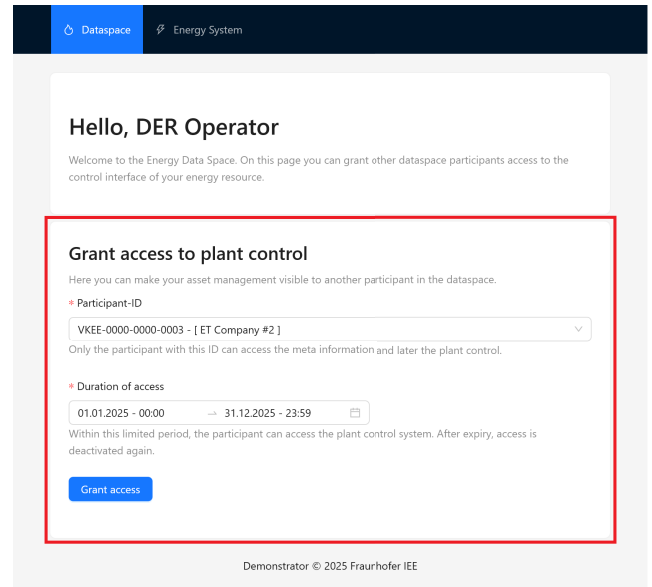 Dataspace Energy System
Hello, DER Operator
Welcome to the Energy Data Space. On this page you can grant other dataspace participants access to the
control interface of your energy resource.
Grant access to plant control
Here you can make your asset management visible to another participant in the dataspace.
* Participant-ID
VKEE-0000-0000-0003 - [ ET Company #2 ]
Only the participant with this ID can access the meta information and later the plant control.
* Duration of access
01.01.2025 - 00:00 → 31.12.2025 - 23:59
Within this limited period, the participant can access the plant control system. After expiry, access is
deactivated again.
Grant access
Demonstrator © 2025 Fraurhofer IEE